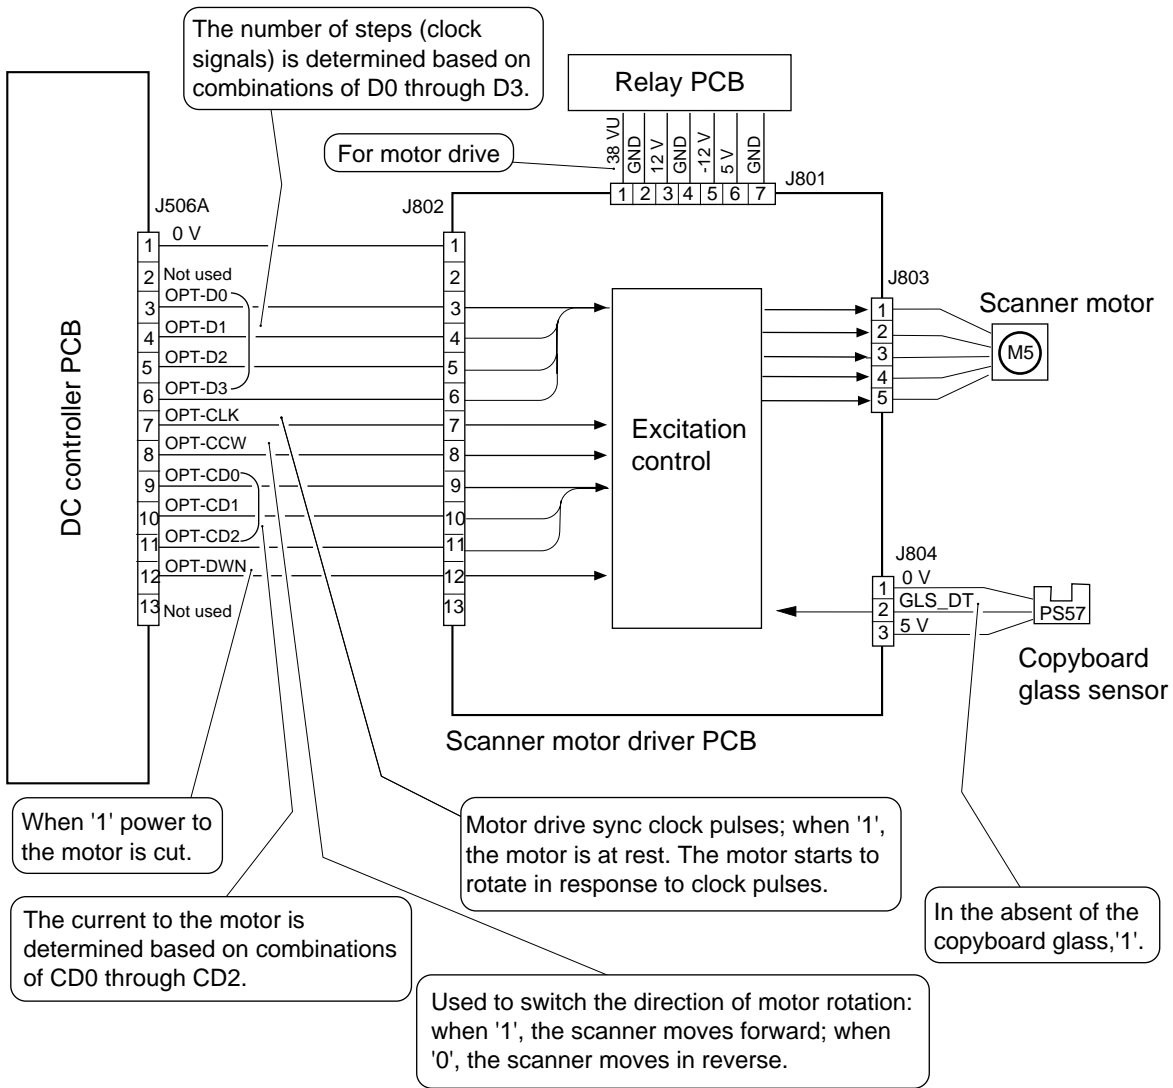 The number of steps (clock
signals) is determined based on
combinations of D0 through D3.
Relay PCB
For motor drive
38 VU
GND
12 V
GND
-12 V
5 V
GND
J801
1 2 3 4 5 6 7
J506A
J802
DC controller PCB
1
0 V
1
2
Not used
2
3
OPT-D0
3
4
OPT-D1
4
5
OPT-D2
5
6
OPT-D3
6
7
OPT-CLK
7
8
OPT-CCW
8
9
OPT-CD0
9
10
OPT-CD1
10
11
OPT-CD2
11
12
OPT-DWN
12
13
Not used
13
Excitation
control
J803
1
2
3
4
5
Scanner motor
M5
J804
1
0 V
2
GLS_DT
3
5 V
PS57
Copyboard
glass sensor
Scanner motor driver PCB
When '1' power to
the motor is cut.
Motor drive sync clock pulses; when '1',
the motor is at rest. The motor starts to
rotate in response to clock pulses.
The current to the motor is
determined based on combinations
of CD0 through CD2.
In the absent of the
copyboard glass,'1'.
Used to switch the direction of motor rotation:
when '1', the scanner moves forward; when
'0', the scanner moves in reverse.